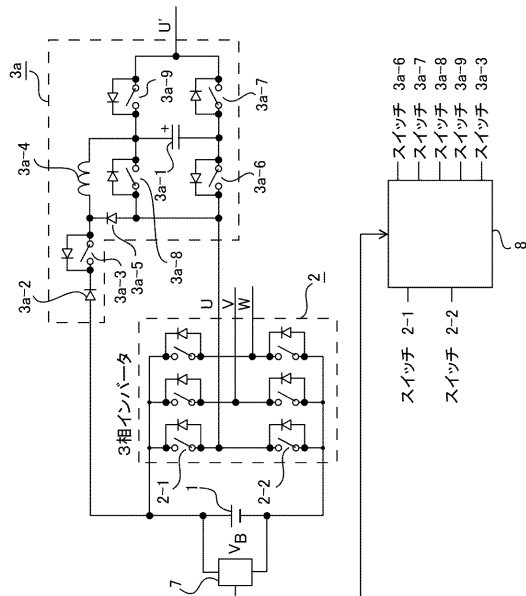 3a
3a-4
3a-2
3a-3
3a-5
3a-8
3a-1
+
3a-9
3a-7
3a-6
U'
3相インバータ
2
U
V
W
2-1
2-2
1
VB
7
スイッチ 3a-6
スイッチ 3a-7
スイッチ 3a-8
スイッチ 3a-9
スイッチ 3a-3
スイッチ 2-1
スイッチ 2-2
8